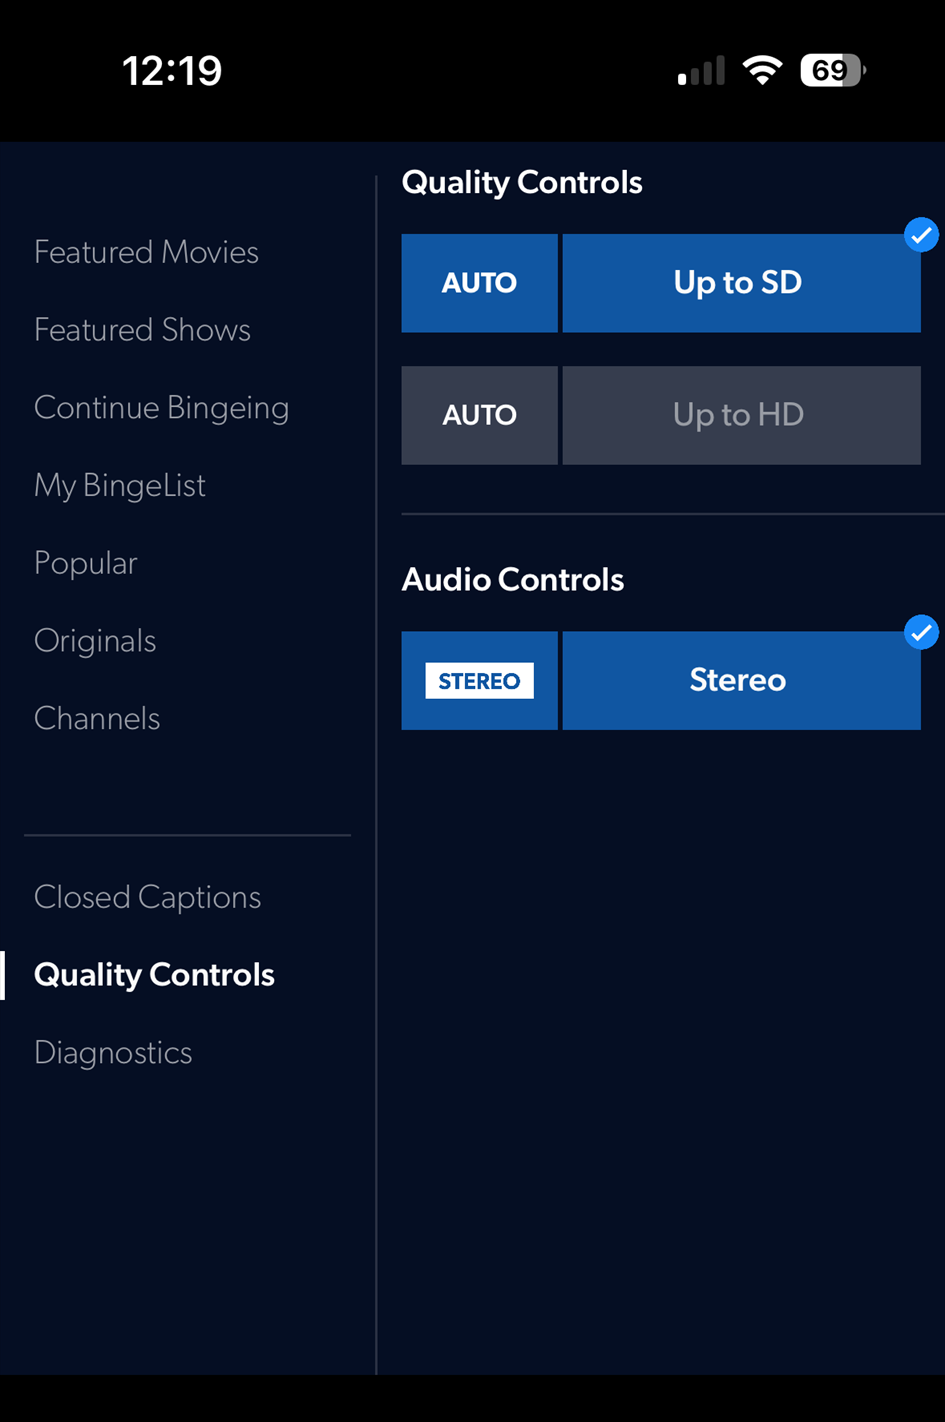 12:19
69
Featured Movies
Featured Shows
Continue Bingeing
My BingeList
Popular
Originals
Channels
Closed Captions
Quality Controls
Diagnostics
Quality Controls
AUTO Up to SD
AUTO Up to HD
Audio Controls
STEREO Stereo